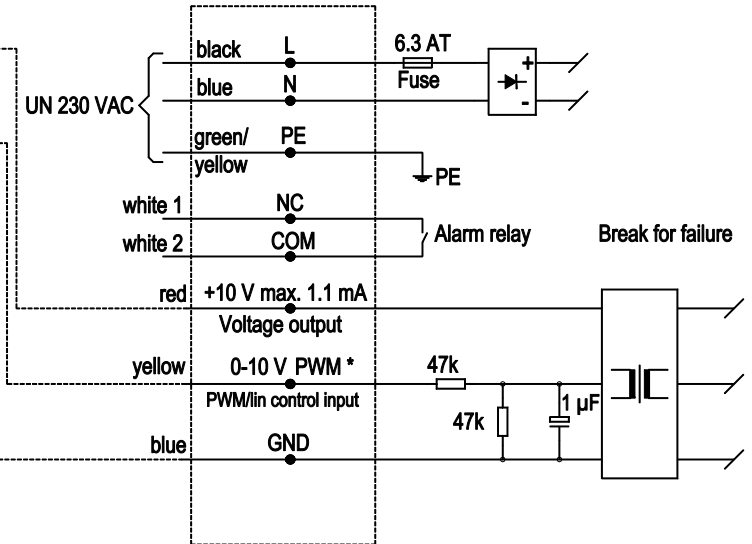 black L 6.3 AT
Fuse
+
-
UN 230 VAC
blue N
green/ PE
yellow
PE
white 1 NC
white 2 COM
Alarm relay Break for failure
red +10 V max. 1.1 mA
Voltage output
yellow 0-10 V PWM *
PWM/lin control input
47k
47k
1 µF
blue GND